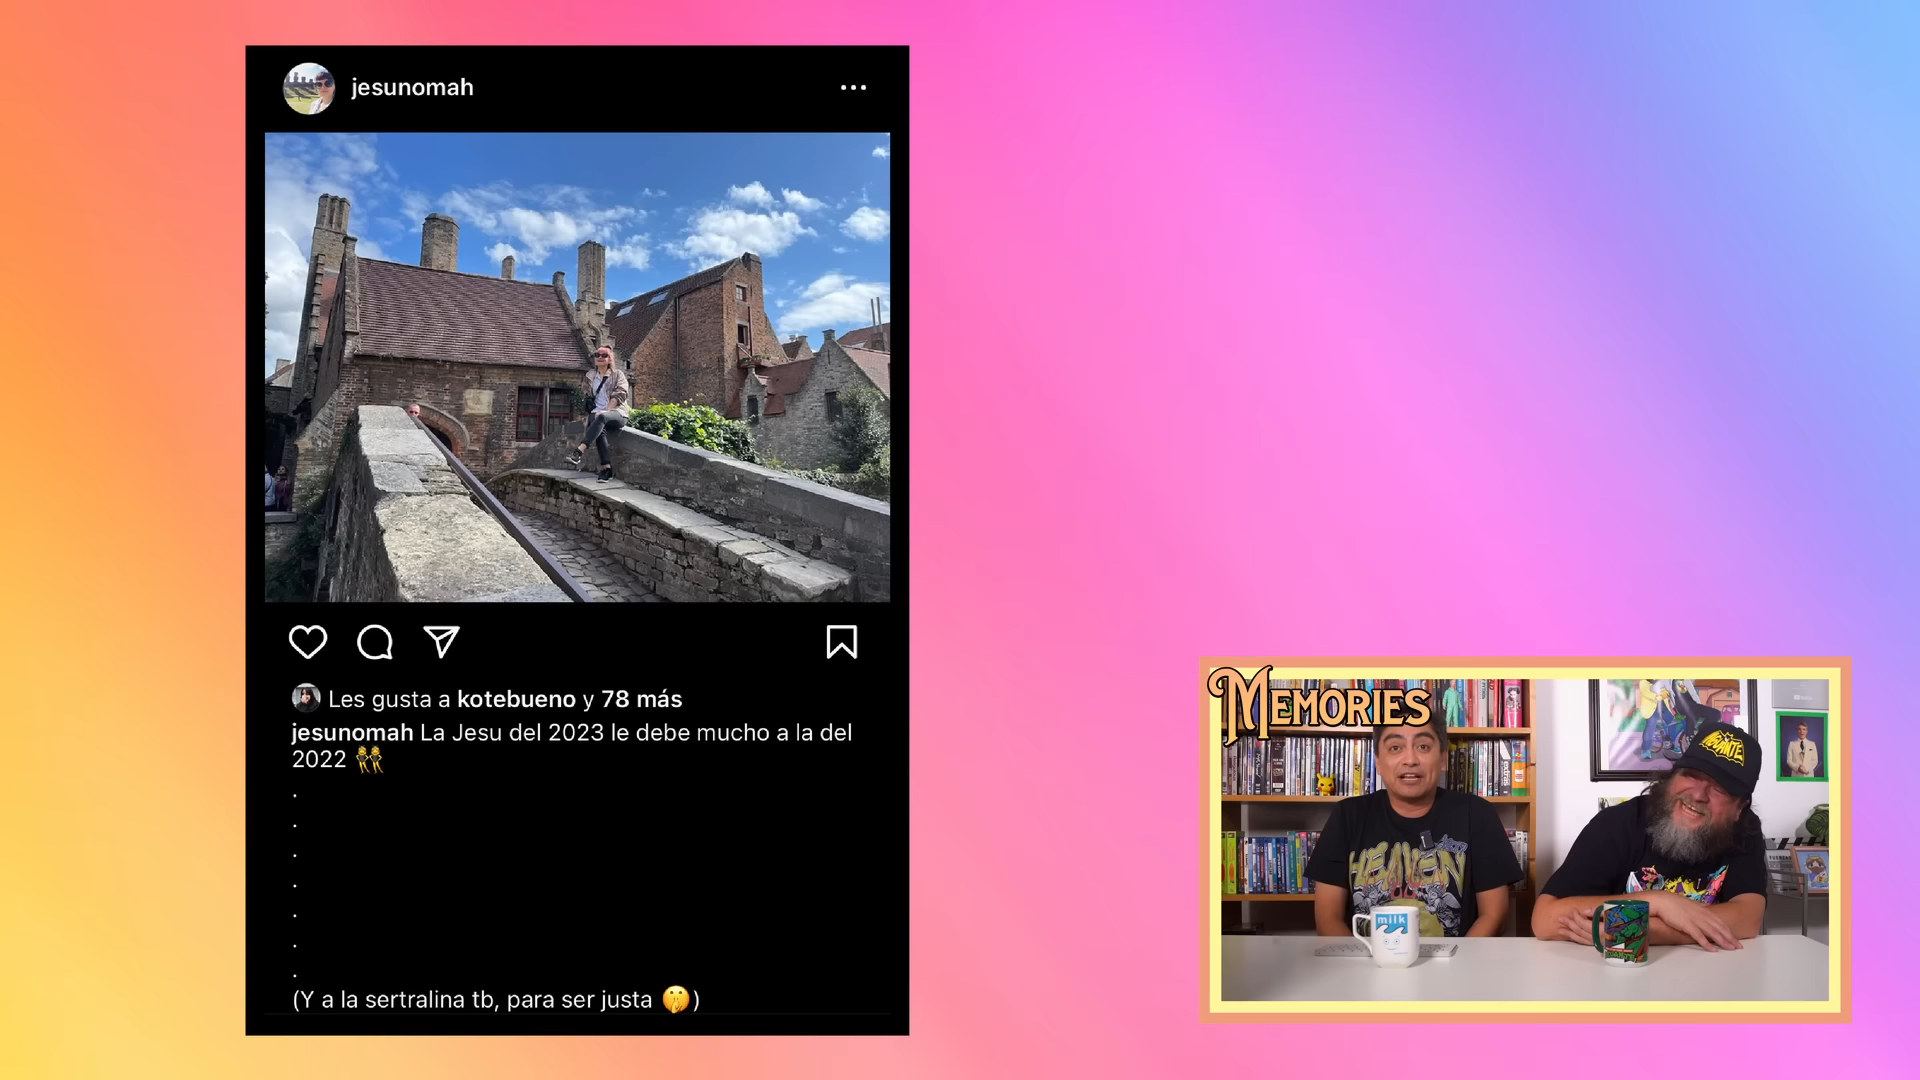 jesunomah
Les gusta a kotebueno y 78 más
jesunomah La Jesu del 2023 le debe mucho a la del
2022 👯
.
.
.
.
.
.
.
(Y a la sertralina tb, para ser justa 🤫)
MEMORIES
HEAVEN
milk
extras